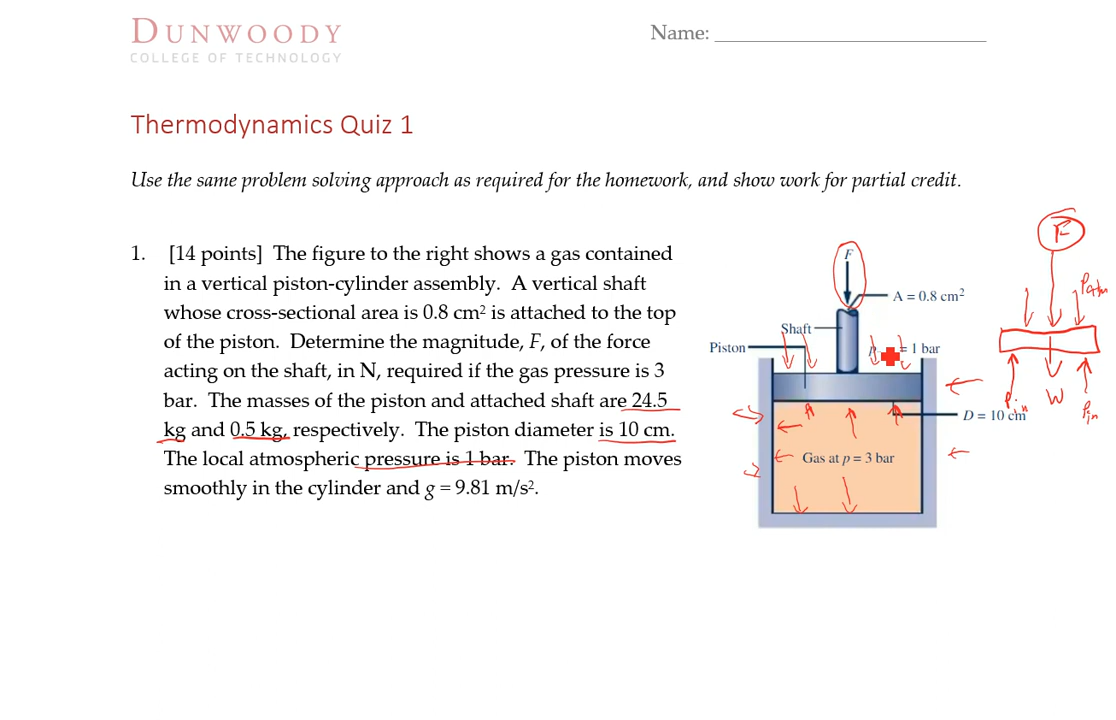 DUNWOODY
COLLEGE OF TECHNOLOGY
Name:
Thermodynamics Quiz 1
Use the same problem solving approach as required for the homework, and show work for partial credit.
1. [14 points] The figure to the right shows a gas contained
in a vertical piston-cylinder assembly. A vertical shaft
whose cross-sectional area is 0.8 cm² is attached to the top
of the piston. Determine the magnitude, F, of the force
acting on the shaft, in N, required if the gas pressure is 3
bar. The masses of the piston and attached shaft are 24.5
kg and 0.5 kg, respectively. The piston diameter is 10 cm.
The local atmospheric pressure is 1 bar. The piston moves
smoothly in the cylinder and g = 9.81 m/s².
F
A = 0.8 cm²
Shaft
Piston
= 1 bar
D = 10 cm
Gas at p = 3 bar
F
Patm
Pin
W
Pin